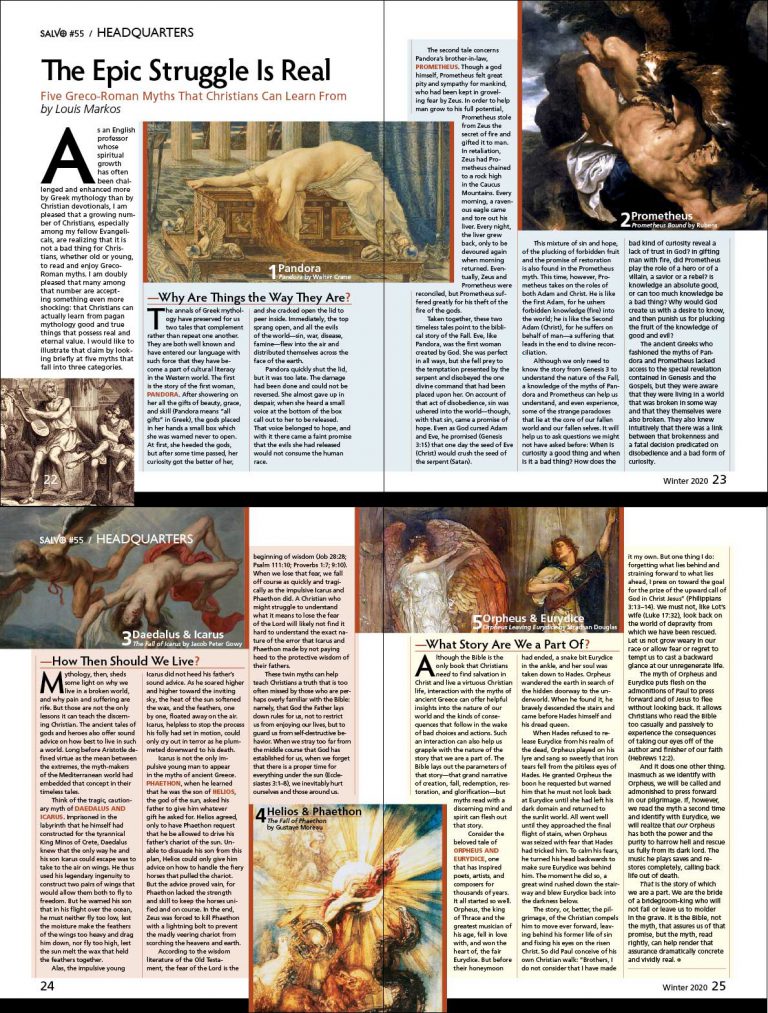 SALVO #55 / HEADQUARTERS
The Epic Struggle Is Real
Five Greco-Roman Myths That Christians Can Learn From
by Louis Markos
As an English
professor
whose
spiritual
growth
has often
been chal-
lenged and enhanced more
by Greek mythology than by
Christian devotionals, I am
pleased that a growing num-
ber of Christians, especially
among my fellow Evangeli-
cals, are realizing that it is
not a bad thing for Chris-
tians, whether old or young,
to read and enjoy Greco-
Roman myths. I am doubly
pleased that many among
that number are accept-
ing something even more
shocking: that Christians can
actually learn from pagan
mythology good and true
things that possess real and
eternal value. I would like to
illustrate that claim by look-
ing briefly at five myths that
fall into three categories.
22
1 Pandora
Pandora by Walter Crane
—Why Are Things the Way They Are?
The annals of Greek mythol-
ogy have preserved for us
two tales that complement
rather than repeat one another.
They are both well known and
have entered our language with
such force that they have be-
come a part of cultural literacy
in the Western world. The first
is the story of the first woman,
PANDORA. After showering on
her all the gifts of beauty, grace,
and skill (Pandora means "all
gifts" in Greek), the gods placed
in her hands a small box which
she was warned never to open.
At first, she heeded the gods,
but after some time passed, her
curiosity got the better of her,
and she cracked open the lid to
peer inside. Immediately, the top
sprang open, and all the evils
of the world—sin, war, disease,
famine—flew into the air and
distributed themselves across the
face of the earth.
Pandora quickly shut the lid,
but it was too late. The damage
had been done and could not be
reversed. She almost gave up in
despair, when she heard a small
voice at the bottom of the box
call out to her to be released.
That voice belonged to hope, and
with it there came a faint promise
that the evils she had released
would not consume the human
race.
The second tale concerns
Pandora's brother-in-law,
PROMETHEUS. Though a god
himself, Prometheus felt great
pity and sympathy for mankind,
who had been kept in grovel-
ing fear by Zeus. In order to help
man grow to his full potential,
Prometheus stole
from Zeus the
secret of fire and
gifted it to man.
In retaliation,
Zeus had Pro-
metheus chained
to a rock high
in the Caucus
Mountains. Every
morning, a raven-
ous eagle came
and tore out his
liver. Every night,
the liver grew
back, only to be
devoured again
when morning
returned. Even-
tually, Zeus and
Prometheus were
reconciled, but Prometheus suf-
fered greatly for his theft of the
fire of the gods.
Taken together, these two
timeless tales point to the bibli-
cal story of the Fall. Eve, like
Pandora, was the first woman
created by God. She was perfect
in all ways, but she fell prey to
the temptation presented by the
serpent and disobeyed the one
divine command that had been
placed upon her. On account of
that act of disobedience, sin was
ushered into the world—though,
with that sin, came a promise of
hope. Even as God cursed Adam
and Eve, he promised (Genesis
3:15) that one day the seed of Eve
(Christ) would crush the seed of
the serpent (Satan).
2 Prometheus
Prometheus Bound by Rubens
This mixture of sin and hope,
of the plucking of forbidden fruit
and the promise of restoration
is also found in the Prometheus
myth. This time, however, Pro-
metheus takes on the roles of
both Adam and Christ. He is like
the first Adam, for he ushers
forbidden knowledge (fire) into
the world; he is like the Second
Adam (Christ), for he suffers on
behalf of man—a suffering that
leads in the end to divine recon-
ciliation.
Although we only need to
know the story from Genesis 3 to
understand the nature of the Fall,
a knowledge of the myths of Pan-
dora and Prometheus can help us
understand, and even experience,
some of the strange paradoxes
that lie at the core of our fallen
world and our fallen selves. It will
help us to ask questions we might
not have asked before: When is
curiosity a good thing and when
is it a bad thing? How does the
bad kind of curiosity reveal a
lack of trust in God? In gifting
man with fire, did Prometheus
play the role of a hero or of a
villain, a savior or a rebel? Is
knowledge an absolute good,
or can too much knowledge be
a bad thing? Why would God
create us with a desire to know,
and then punish us for plucking
the fruit of the knowledge of
good and evil?
The ancient Greeks who
fashioned the myths of Pan-
dora and Prometheus lacked
access to the special revelation
contained in Genesis and the
Gospels, but they were aware
that they were living in a world
that was broken in some way
and that they themselves were
also broken. They also knew
intuitively that there was a link
between that brokenness and
a fatal decision predicated on
disobedience and a bad form of
curiosity.
Winter 2020 23
SALVO #55 / HEADQUARTERS
3 Daedalus & Icarus
The Fall of Icarus by Jacob Peter Gowy
—How Then Should We Live?
Mythology, then, sheds
some light on why we
live in a broken world,
and why pain and suffering are
rife. But those are not the only
lessons it can teach the discern-
ing Christian. The ancient tales of
gods and heroes also offer sound
advice on how best to live in such
a world. Long before Aristotle de-
fined virtue as the mean between
the extremes, the myth-makers
of the Mediterranean world had
embedded that concept in their
timeless tales.
Think of the tragic, caution-
ary myth of DAEDALUS AND
ICARUS. Imprisoned in the
labyrinth that he himself had
constructed for the tyrannical
King Minos of Crete, Daedalus
knew that the only way he and
his son Icarus could escape was to
take to the air on wings. He thus
used his legendary ingenuity to
construct two pairs of wings that
would allow them both to fly to
freedom. But he warned his son
that in his flight over the ocean,
he must neither fly too low, lest
the moisture make the feathers
of the wings too heavy and drag
him down, nor fly too high, lest
the sun melt the wax that held
the feathers together.
Alas, the impulsive young
Icarus did not heed his father's
sound advice. As he soared higher
and higher toward the inviting
sky, the heat of the sun softened
the wax, and the feathers, one
by one, floated away on the air.
Icarus, helpless to stop the process
his folly had set in motion, could
only cry out in terror as he plum-
meted downward to his death.
Icarus is not the only im-
pulsive young man to appear
in the myths of ancient Greece.
PHAETHON, when he learned
that he was the son of HELIOS,
the god of the sun, asked his
father to give him whatever
gift he asked for. Helios agreed,
only to have Phaethon request
that he be allowed to drive his
father's chariot of the sun. Un-
able to dissuade his son from this
plan, Helios could only give him
advice on how to handle the fiery
horses that pulled the chariot.
But the advice proved vain, for
Phaethon lacked the strength
and skill to keep the horses uni-
fied and on course. In the end,
Zeus was forced to kill Phaethon
with a lightning bolt to prevent
the madly veering chariot from
scorching the heavens and earth.
According to the wisdom
literature of the Old Testa-
ment, the fear of the Lord is the
beginning of wisdom (Job 28:28;
Psalm 111:10; Proverbs 1:7; 9:10).
When we lose that fear, we fall
off course as quickly and tragi-
cally as the impulsive Icarus and
Phaethon did. A Christian who
might struggle to understand
what it means to lose the fear
of the Lord will likely not find it
hard to understand the exact na-
ture of the error that Icarus and
Phaethon made by not paying
heed to the protective wisdom of
their fathers.
These twin myths can help
teach Christians a truth that is too
often missed by those who are per-
haps overly familiar with the Bible:
namely, that God the Father lays
down rules for us, not to restrict
us from enjoying our lives, but to
guard us from self-destructive be-
havior. When we stray too far from
the middle course that God has
established for us, when we forget
that there is a proper time for
everything under the sun (Eccle-
siastes 3:1–8), we inevitably hurt
ourselves and those around us.
4 Helios & Phaethon
The Fall of Phaethon
by Gustave Moreau
24
5 Orpheus & Eurydice
Orpheus Leaving Eurydice by Strachan Douglas
—What Story Are We a Part Of?
Although the Bible is the
only book that Christians
need to find salvation in
Christ and live a virtuous Christian
life, interaction with the myths of
ancient Greece can offer helpful
insights into the nature of our
world and the kinds of conse-
quences that follow in the wake
of bad choices and actions. Such
an interaction can also help us
grapple with the nature of the
story that we are a part of. The
Bible lays out the parameters of
that story—that grand narrative
of creation, fall, redemption, res-
toration, and glorification—but
myths read with a
discerning mind and
spirit can flesh out
that story.
Consider the
beloved tale of
ORPHEUS AND
EURYDICE, one
that has inspired
poets, artists, and
composers for
thousands of years.
It all started so well.
Orpheus, the king
of Thrace and the
greatest musician of
his age, fell in love
with, and won the
heart of, the fair
Eurydice. But before
their honeymoon
had ended, a snake bit Eurydice
in the ankle, and her soul was
taken down to Hades. Orpheus
wandered the earth in search of
the hidden doorway to the un-
derworld. When he found it, he
bravely descended the stairs and
came before Hades himself and
his dread queen.
When Hades refused to re-
lease Eurydice from his realm of
the dead, Orpheus played on his
lyre and sang so sweetly that iron
tears fell from the pitiless eyes of
Hades. He granted Orpheus the
boon he requested but warned
him that he must not look back
at Eurydice until she had left his
dark domain and returned to
the sunlit world. All went well
until they approached the final
flight of stairs, when Orpheus
was seized with fear that Hades
had tricked him. To calm his fears,
he turned his head backwards to
make sure Eurydice was behind
him. The moment he did so, a
great wind rushed down the stair-
way and blew Eurydice back into
the darkness below.
The story, or, better, the pil-
grimage, of the Christian compels
him to move ever forward, leav-
ing behind his former life of sin
and fixing his eyes on the risen
Christ. So did Paul conceive of his
own Christian walk: "Brothers, I
do not consider that I have made
it my own. But one thing I do:
forgetting what lies behind and
straining forward to what lies
ahead, I press on toward the goal
for the prize of the upward call of
God in Christ Jesus" (Philippians
3:13–14). We must not, like Lot's
wife (Luke 17:32), look back on
the world of depravity from
which we have been rescued.
Let us not grow weary in our
race or allow fear or regret to
tempt us to cast a backward
glance at our unregenerate life.
The myth of Orpheus and
Eurydice puts flesh on the
admonitions of Paul to press
forward and of Jesus to flee
without looking back. It allows
Christians who read the Bible
too casually and passively to
experience the consequences
of taking our eyes off of the
author and finisher of our faith
(Hebrews 12:2).
And it does one other thing.
Inasmuch as we identify with
Orpheus, we will be called and
admonished to press forward
in our pilgrimage. If, however,
we read the myth a second time
and identify with Eurydice, we
will realize that our Orpheus
has both the power and the
purity to harrow hell and rescue
us fully from its dark lord. The
music he plays saves and re-
stores completely, calling back
life out of death.
That is the story of which
we are a part. We are the bride
of a bridegroom-king who will
not fail or leave us to molder
in the grave. It is the Bible, not
the myth, that assures us of that
promise, but the myth, read
rightly, can help render that
assurance dramatically concrete
and vividly real.
Winter 2020 25